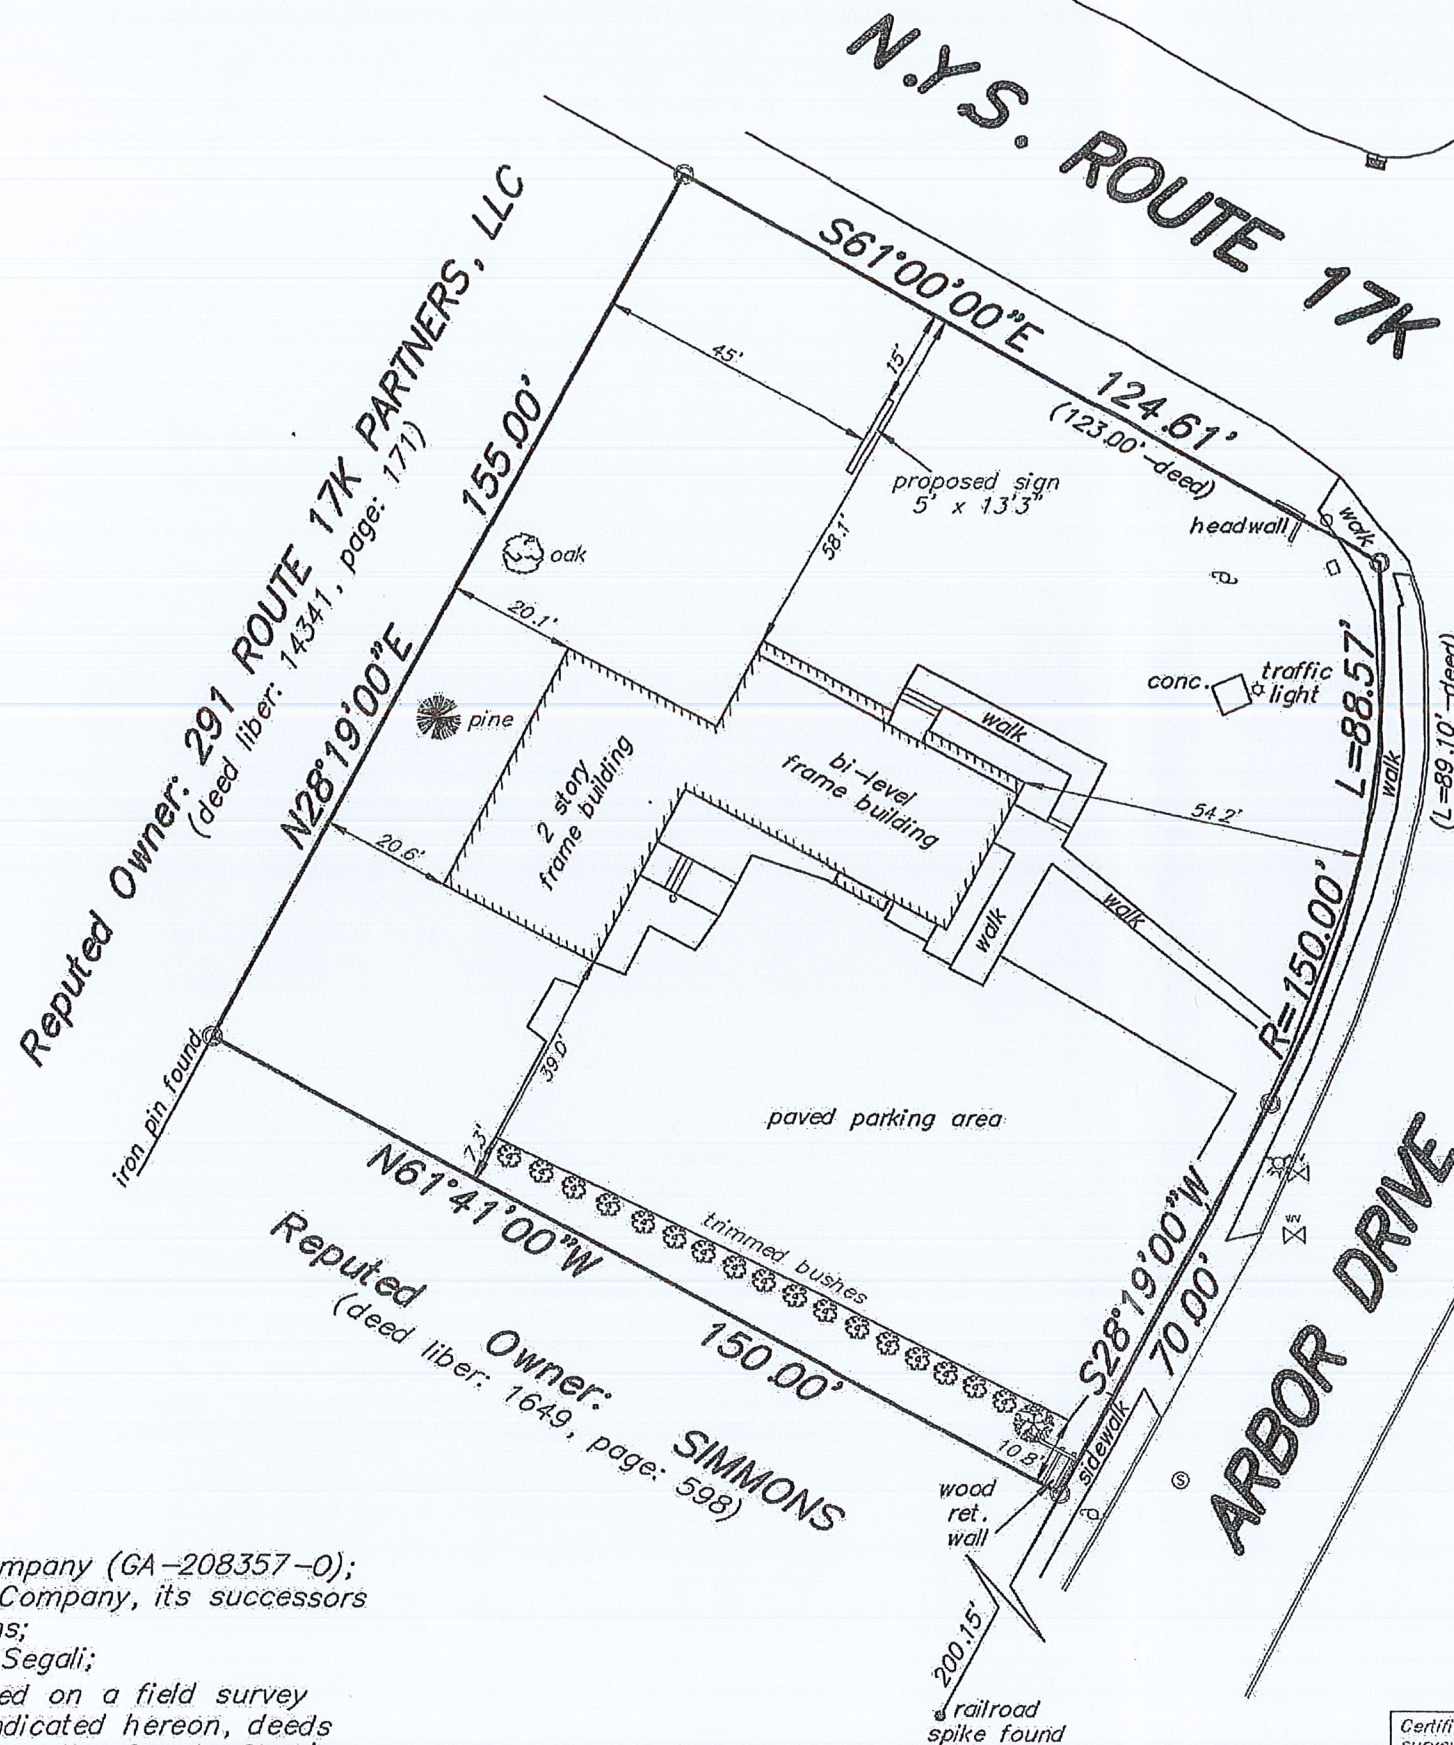 N.Y.S. ROUTE 17K
S61°00'00"E
124.61'
(123.00'-deed)
Reputed Owner: 291 ROUTE 17K PARTNERS, LLC
(deed liber: 14341, page: 171)
N28°19'00"E
155.00'
45'
15'
proposed sign
5' x 13'3"
58.1'
headwall
walk
oak
20.1'
pine
conc.
traffic
light
L=88.57'
(L=89.10'-deed)
walk
walk
bi-level
frame building
2 story
frame building
54.2'
20.6'
walk
walk
R=150.00'
iron pin found
39.0'
7.3'
paved parking area
N61°41'00"W
150.00'
trimmed bushes
Reputed Owner: SIMMONS
(deed liber: 1649, page: 598)
S28°19'00"W
70.00'
ARBOR DRIVE
WV
S
10.8'
sidewalk
wood
ret.
wall
200.15'
railroad
spike found
mpany (GA-208357-O);
Company, its successors
ns;
Segali;
ed on a field survey
ndicated hereon, deeds
Certifi